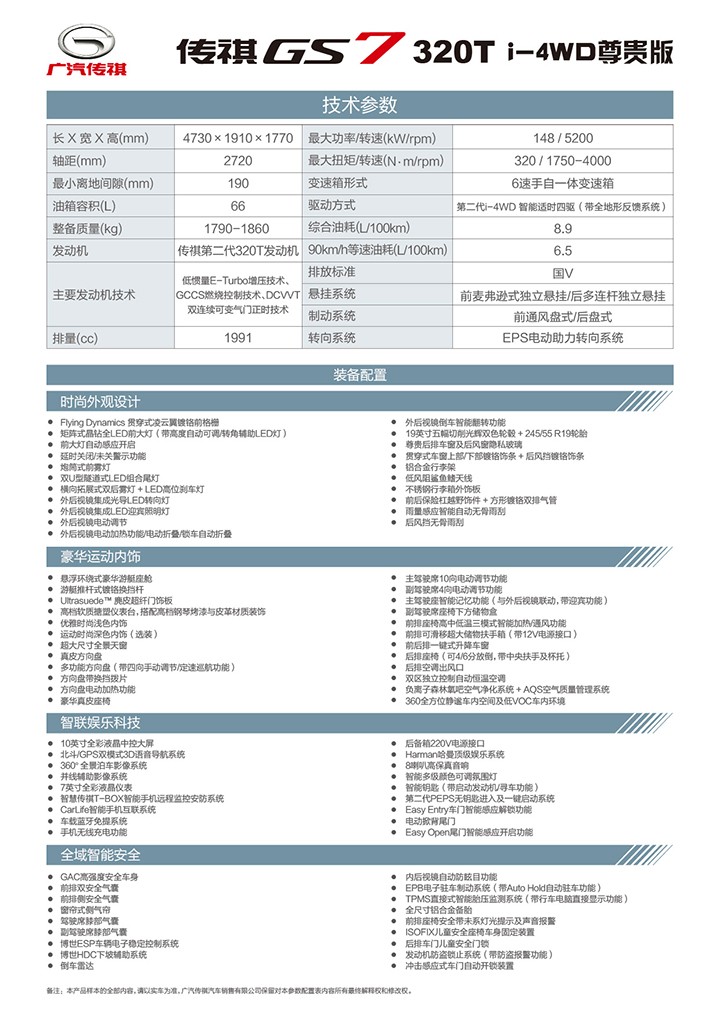 广汽传祺
传祺GS7 320T i-4WD尊贵版
技术参数
长 X 宽 X 高(mm) 4730×1910×1770 最大功率/转速(kW/rpm) 148 / 5200
轴距(mm) 2720 最大扭矩/转速(N·m/rpm) 320 / 1750-4000
最小离地间隙(mm) 190 变速箱形式 6速手自一体变速箱
油箱容积(L) 66 驱动方式 第二代i-4WD 智能适时四驱（带全地形反馈系统）
整备质量(kg) 1790-1860 综合油耗(L/100km) 8.9
发动机 传祺第二代320T发动机 90km/h等速油耗(L/100km) 6.5
主要发动机技术 低惯量E-Turbo增压技术、
GCCS燃烧控制技术、DCVVT
双连续可变气门正时技术
排放标准 国V
悬挂系统 前麦弗逊式独立悬挂/后多连杆独立悬挂
制动系统 前通风盘式/后盘式
排量(cc) 1991 转向系统 EPS电动助力转向系统
装备配置
时尚外观设计
Flying Dynamics 贯穿式凌云翼镀铬前格栅
矩阵式晶钻全LED前大灯（带高度自动可调/转角辅助LED灯）
前大灯自动感应开启
延时关闭/未关警示功能
炮筒式前雾灯
双U型隧道式LED组合尾灯
横向拓展式双后雾灯 + LED高位刹车灯
外后视镜集成光导LED转向灯
外后视镜集成LED迎宾照明灯
外后视镜电动调节
外后视镜电动加热功能/电动折叠/锁车自动折叠
外后视镜倒车智能翻转功能
19英寸五幅切削光辉双色轮毂 + 245/55 R19轮胎
尊贵后排车窗及后风窗隐私玻璃
贯穿式车窗上部/下部镀铬饰条 + 后风挡镀铬饰条
铝合金行李架
低风阻鲨鱼鳍天线
不锈钢行李箱外饰板
前后保险杠越野饰件 + 方形镀铬双排气管
雨量感应智能自动无骨雨刮
后风挡无骨雨刮
豪华运动内饰
悬浮环绕式豪华游艇座舱
游艇推杆式镀铬换挡杆
Ultrasuede™ 麂皮超纤门饰板
高档软质搪塑仪表台，搭配高档钢琴烤漆与皮革材质装饰
优雅时尚浅色内饰
运动时尚深色内饰（选装）
超大尺寸全景天窗
真皮方向盘
多功能方向盘（带四向手动调节/定速巡航功能）
方向盘带换挡拨片
方向盘电动加热功能
豪华真皮座椅
主驾驶席10向电动调节功能
副驾驶席4向电动调节功能
主驾驶座智能记忆功能（与外后视镜联动，带迎宾功能）
副驾驶席座椅下方储物盒
前排座椅高中低温三模式智能加热/通风功能
前排可滑移超大储物扶手箱（带12V电源接口）
前后排一键式升降车窗
后排座椅（可4/6分放倒，带中央扶手及杯托）
后排空调出风口
双区独立控制自动恒温空调
负离子森林氧吧空气净化系统 + AQS空气质量管理系统
360全方位静谧车内空间及低VOC车内环境
智联娱乐科技
10英寸全彩液晶中控大屏
北斗/GPS双模式3D语音导航系统
360° 全景泊车影像系统
并线辅助影像系统
7英寸全彩液晶仪表
智慧传祺T-BOX智能手机远程监控安防系统
CarLife智能手机互联系统
车载蓝牙免提系统
手机无线充电功能
后备箱220V电源接口
Harman哈曼顶级娱乐系统
8喇叭高保真音响
智能多级颜色可调氛围灯
智能钥匙（带启动发动机/寻车功能）
第二代PEPS无钥匙进入及一键启动系统
Easy Entry车门智能感应解锁功能
电动掀背尾门
Easy Open尾门智能感应开启功能
全域智能安全
GAC高强度安全车身
前排双安全气囊
前排侧安全气囊
窗帘式侧气帘
驾驶席膝部气囊
副驾驶席膝部气囊
博世ESP车辆电子稳定控制系统
博世HDC下坡辅助系统
倒车雷达
内后视镜自动防眩目功能
EPB电子驻车制动系统（带Auto Hold自动驻车功能）
TPMS直接式智能胎压监测系统（带行车电脑直接显示功能）
全尺寸铝合金备胎
前排座椅安全带未系灯光提示及声音报警
ISOFIX儿童安全座椅车身固定装置
后排车门儿童安全门锁
发动机防盗锁止系统（带防盗报警功能）
冲击感应式车门自动开锁装置
备注：本产品样本的全部内容，请以实车为准，广汽传祺汽车销售有限公司保留对本参数配置表内容所有最终解释权和修改权。